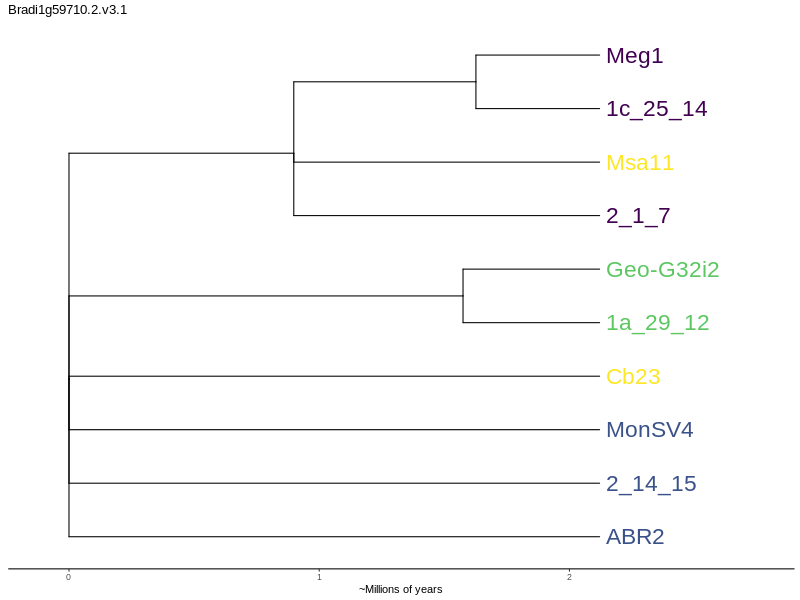 Bradi1g59710.2.v3.1
Meg1
1c_25_14
Msa11
2_1_7
Geo-G32i2
1a_29_12
Cb23
MonSV4
2_14_15
ABR2
0 1 2
~Millions of years